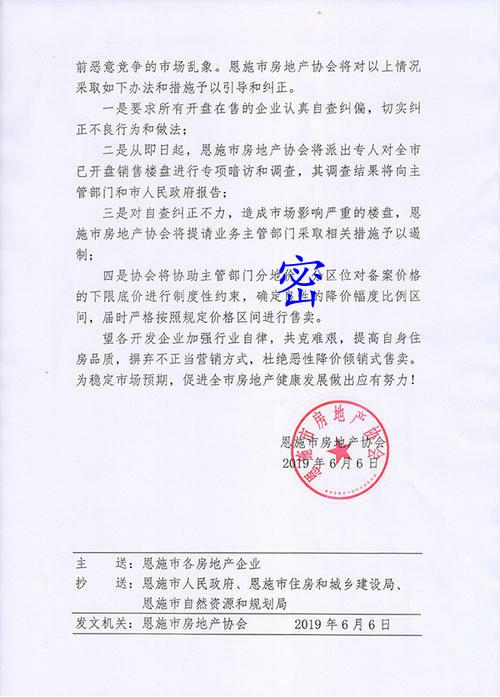 前恶意竞争的市场乱象。恩施市房地产协会将对以上情况
采取如下办法和措施予以引导和纠正。
一是要求所有开盘在售的企业认真自查纠偏，切实纠
正不良行为和做法；
二是从即日起，恩施市房地产协会将派出专人对全市
已开盘销售楼盘进行专项暗访和调查，其调查结果将向主
管部门和市人民政府报告；
三是对自查纠正不力，造成市场影响严重的楼盘，恩
施市房地产协会将提请业务主管部门采取相关措施予以遏
制；
四是协会将协助主管部门分地价、分区位对备案价格
密
的下限底价进行制度性约束，确定良性的降价幅度比例区
间，届时严格按照规定价格区间进行售卖。
望各开发企业加强行业自律，共克难艰，提高自身住
房品质，摒弃不正当营销方式，杜绝恶性降价倾销式售卖。
为稳定市场预期，促进全市房地产健康发展做出应有努力！
恩施市房地产协会
恩施市房地产协会
2019年6月6日
主 送：恩施市各房地产企业
抄 送：恩施市人民政府、恩施市住房和城乡建设局、
恩施市自然资源和规划局
发文机关：恩施市房地产协会 2019年6月6日